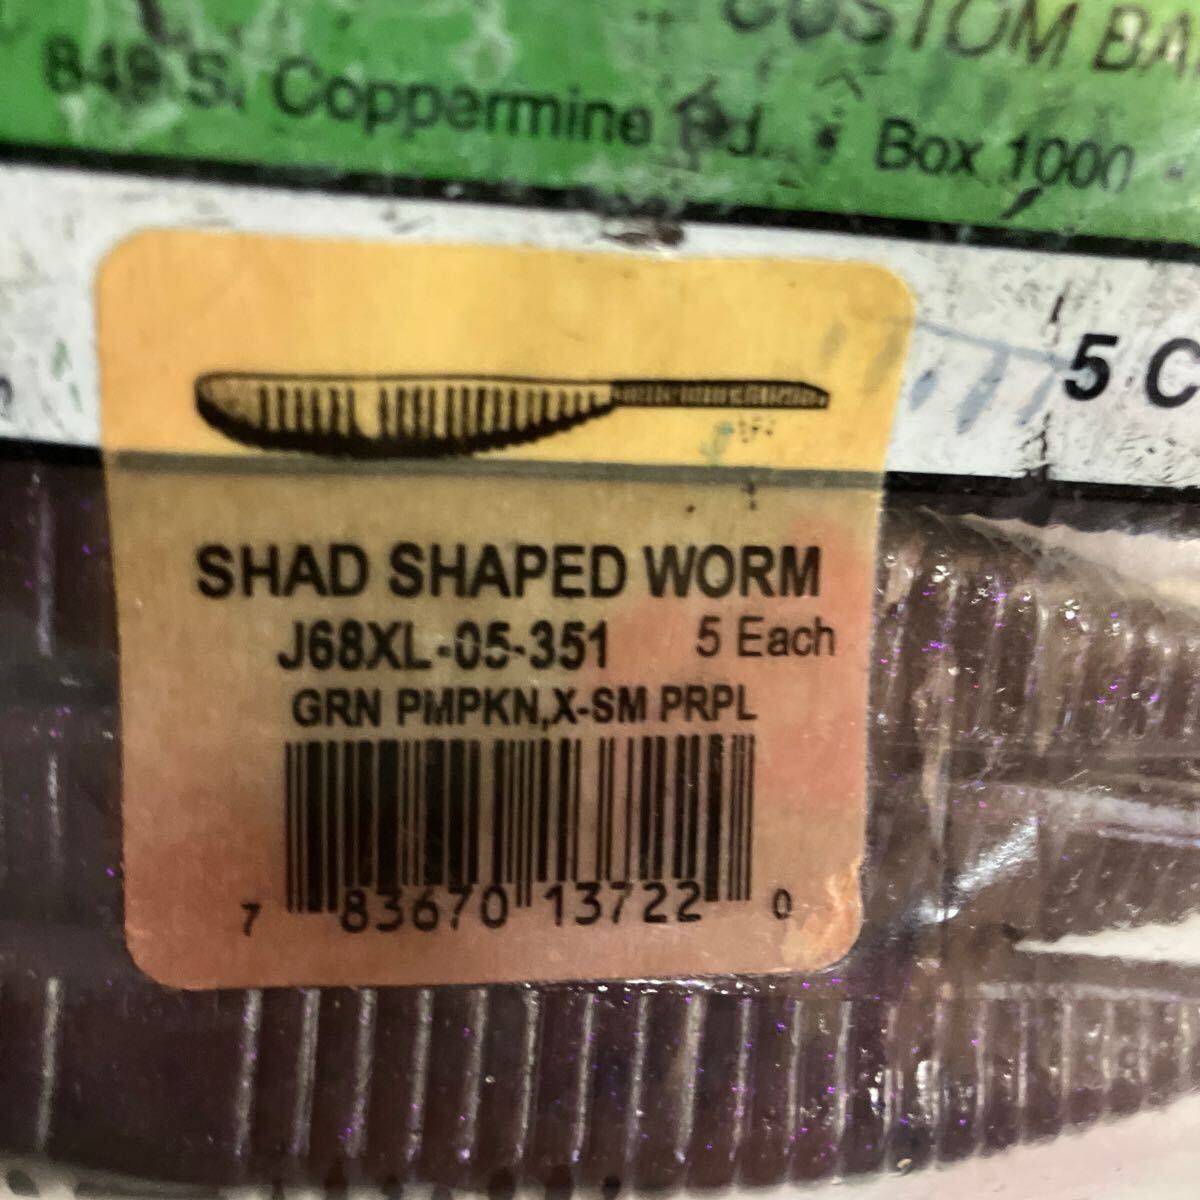 CUSTOM BA
849 S. Coppermine Rd. • Box 1000 •
5 C
SHAD SHAPED WORM
J68XL-05-351 5 Each
GRN PMPKN,X-SM PRPL
7 83670 13722 0